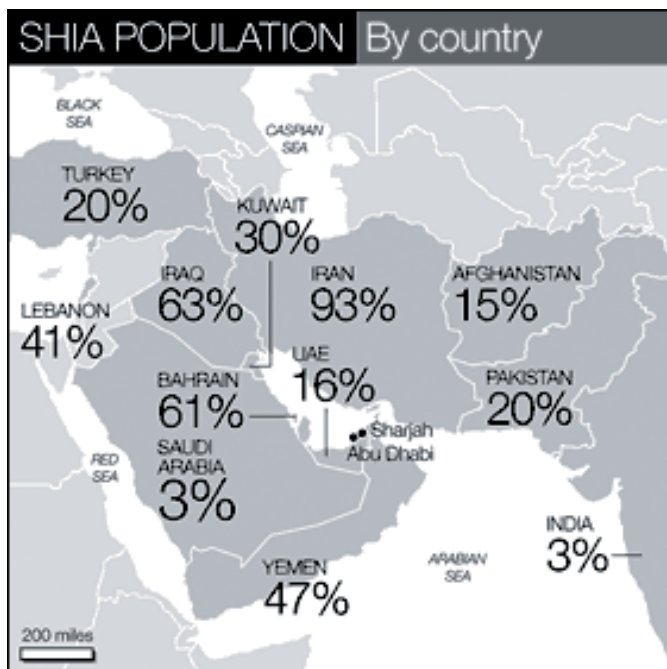 SHIA POPULATION By country
BLACK
SEA
CASPIAN
SEA
TURKEY
20%
KUWAIT
30%
IRAQ
63%
IRAN
93%
AFGHANISTAN
15%
LEBANON
41%
UAE
16%
BAHRAIN
61%
PAKISTAN
20%
Sharjah
Abu Dhabi
SAUDI
ARABIA
3%
RED
SEA
INDIA
3%
ARABIAN
SEA
YEMEN
47%
200 miles